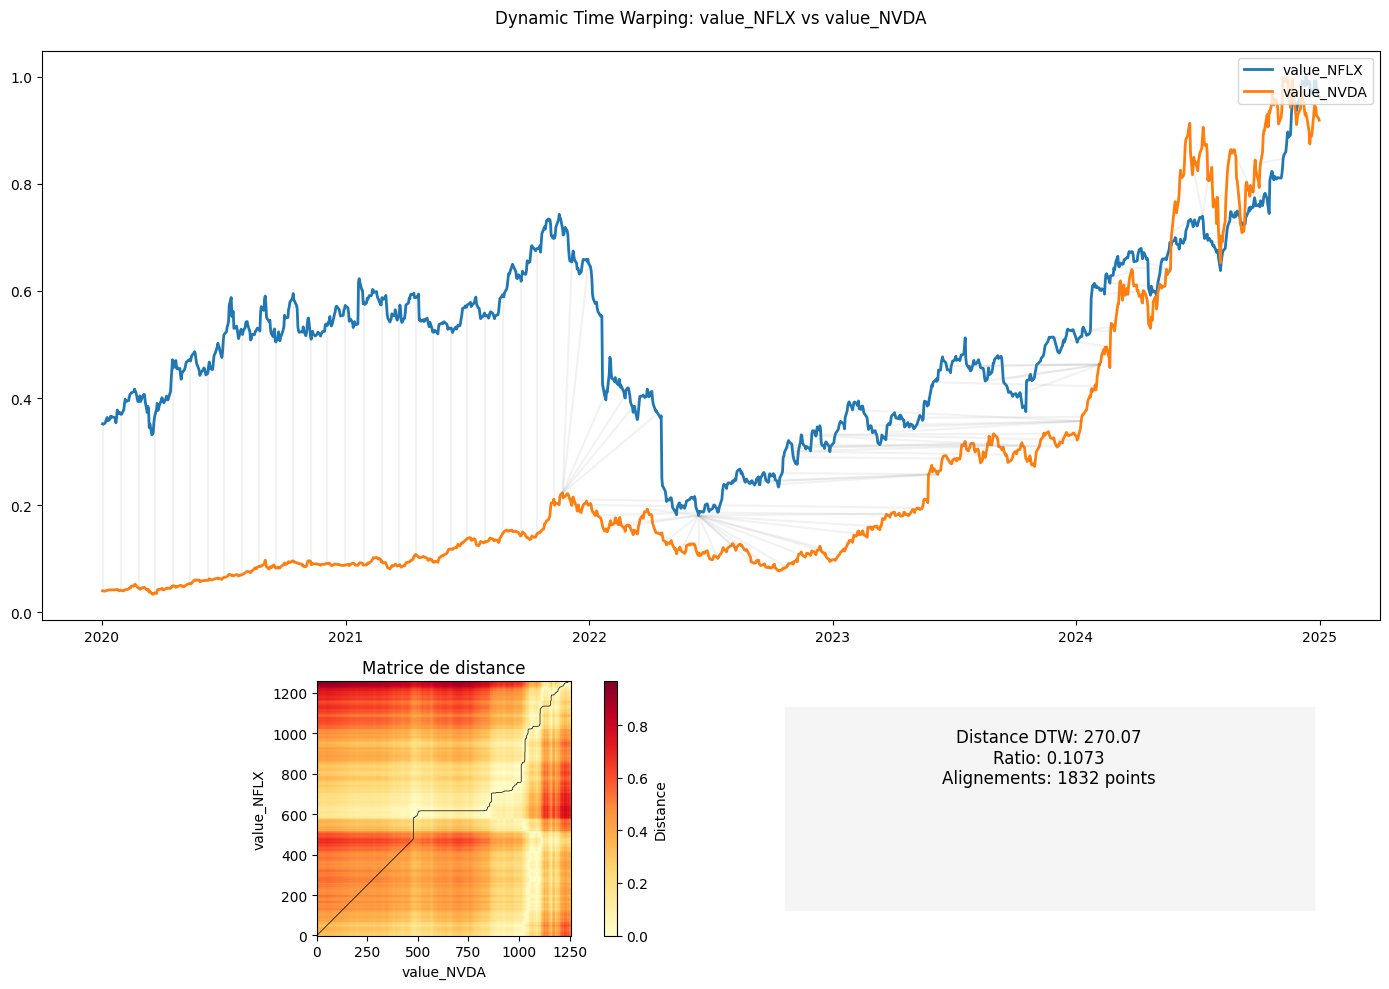 Dynamic Time Warping: value_NFLX vs value_NVDA
value_NFLX
value_NVDA
1.0
0.8
0.6
0.4
0.2
0.0
2020 2021 2022 2023 2024 2025
Matrice de distance
value_NFLX
1200
1000
800
600
400
200
0
0 250 500 750 1000 1250
value_NVDA
0.8
0.6
0.4
0.2
0.0
Distance
Distance DTW: 270.07
Ratio: 0.1073
Alignements: 1832 points